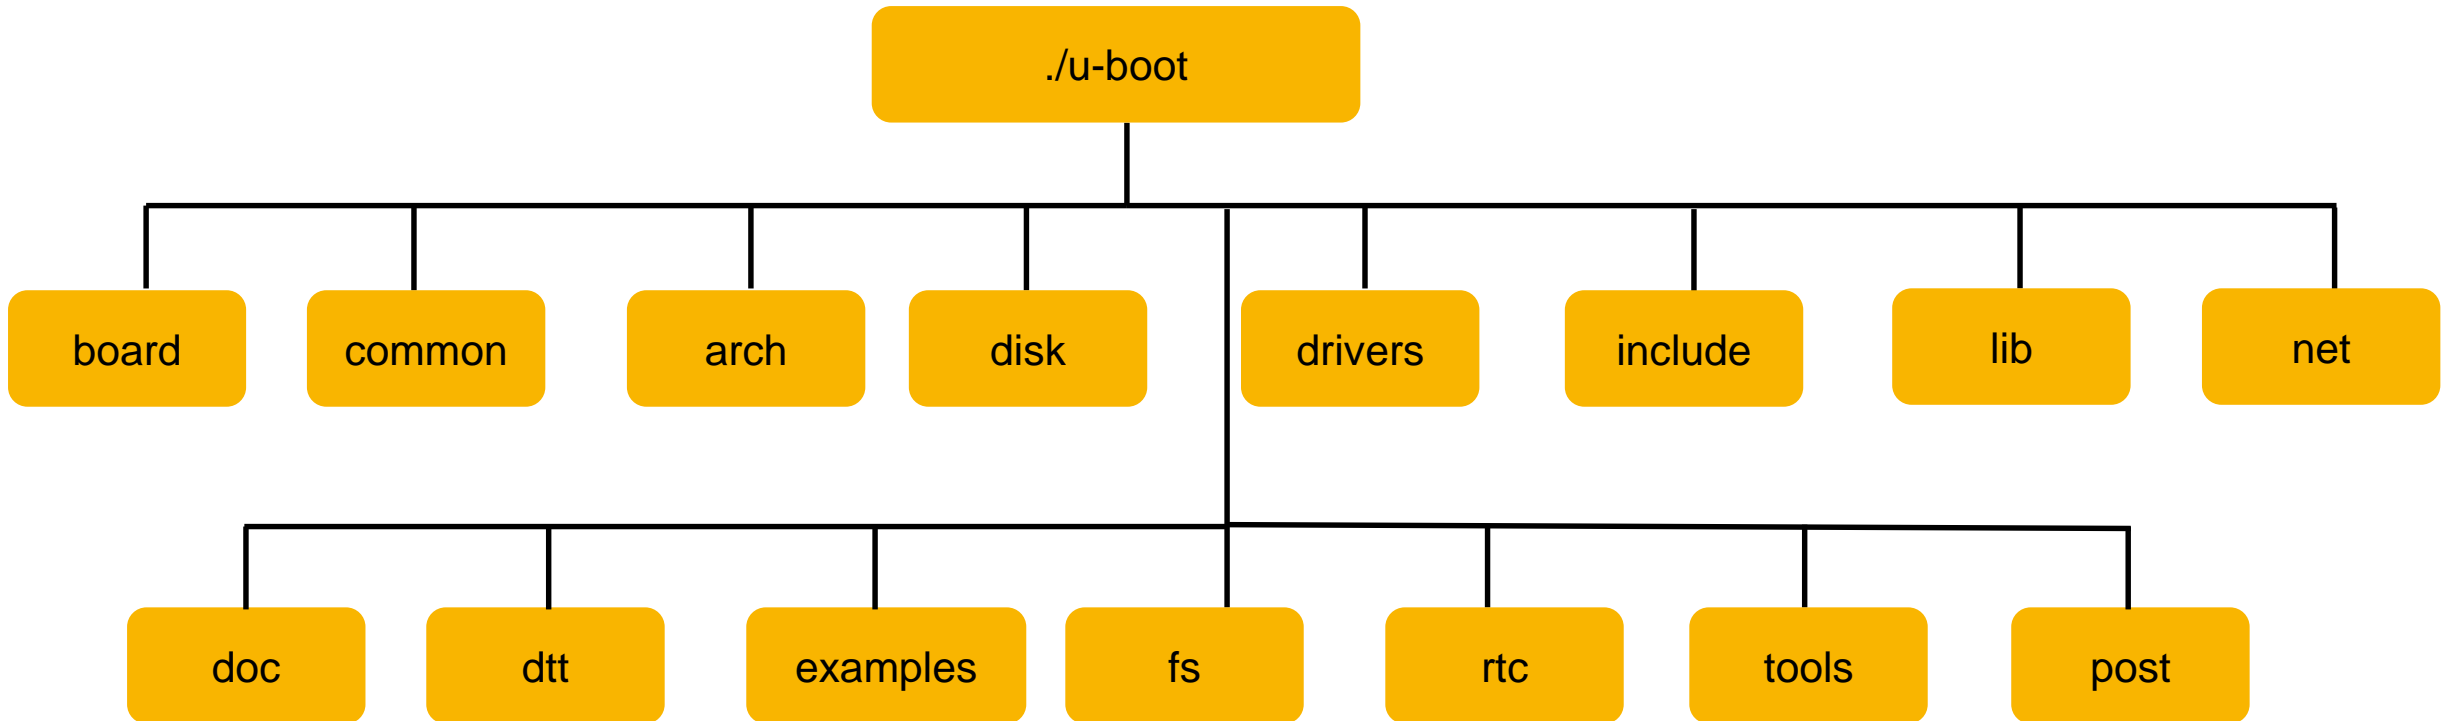 ./u-boot
board
common
arch
disk
drivers
include
lib
net
doc
dtt
examples
fs
rtc
tools
post